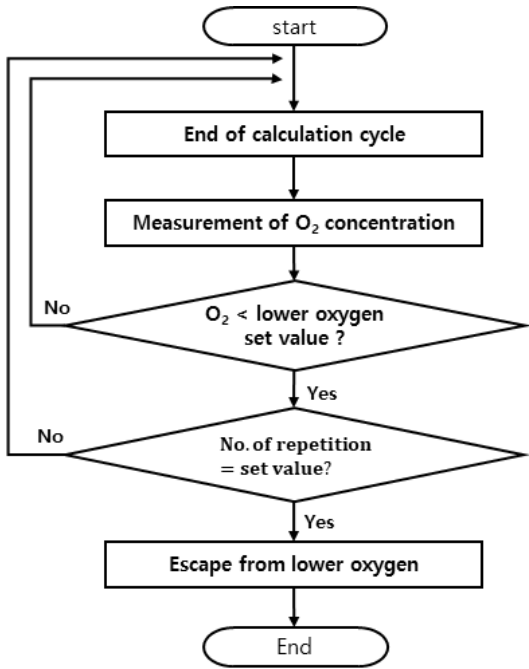 start
End of calculation cycle
Measurement of O₂ concentration
No
O₂ < lower oxygen
set value ?
Yes
No
No. of repetition
= set value?
Yes
Escape from lower oxygen
End